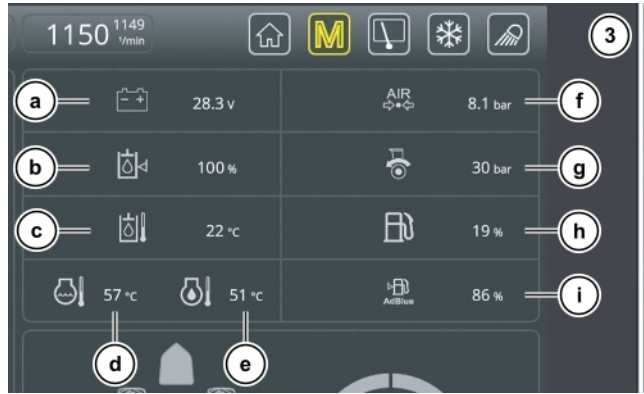 1150 1149 1/min M 3
a 28.3 V AIR 8.1 bar f
b 100 % 30 bar g
c 22 °C 19 % h
57 °C 51 °C AdBlue 86 % i
d e